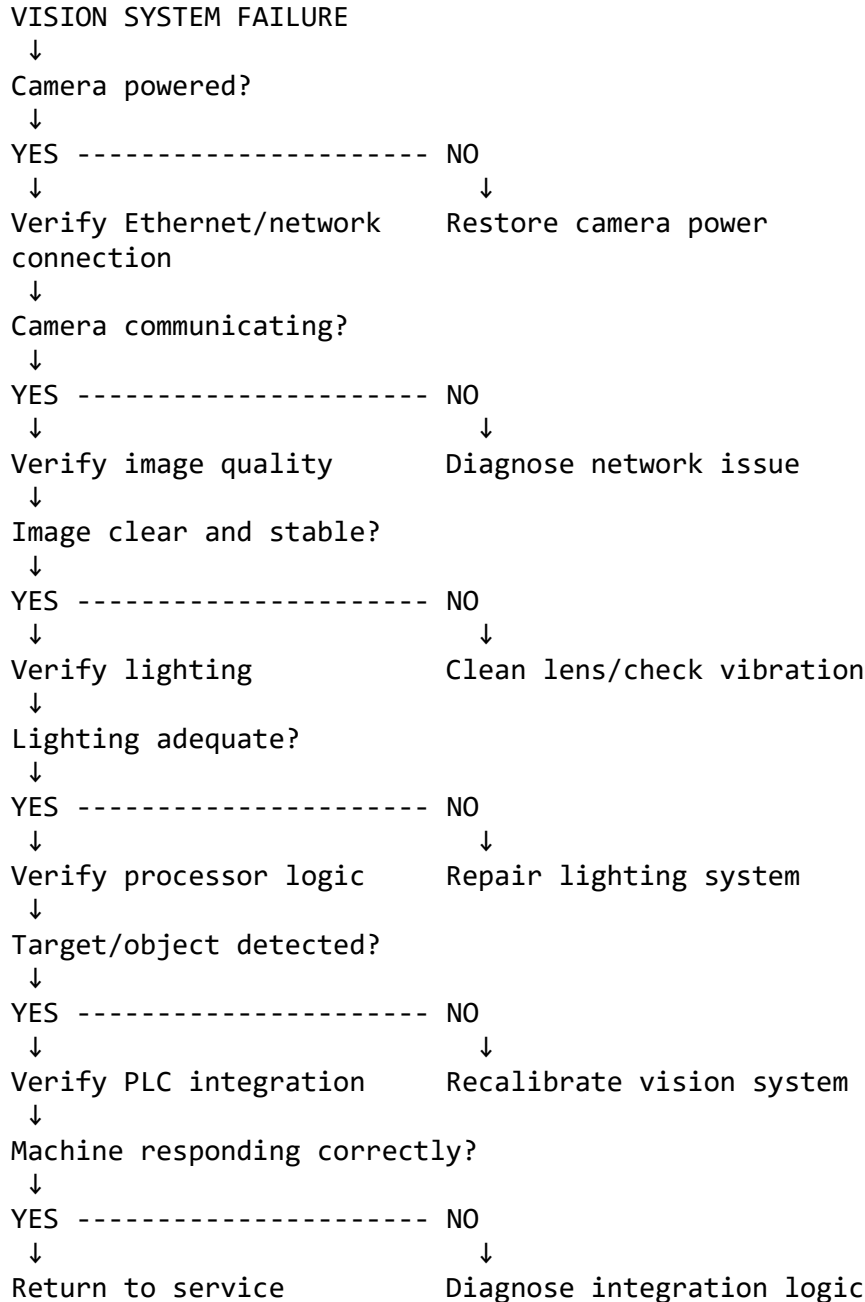 VISION SYSTEM FAILURE
↓
Camera powered?
↓
YES ---------------------- NO
↓ ↓
Verify Ethernet/network Restore camera power
connection
↓
Camera communicating?
↓
YES ---------------------- NO
↓ ↓
Verify image quality Diagnose network issue
↓
Image clear and stable?
↓
YES ---------------------- NO
↓ ↓
Verify lighting Clean lens/check vibration
↓
Lighting adequate?
↓
YES ---------------------- NO
↓ ↓
Verify processor logic Repair lighting system
↓
Target/object detected?
↓
YES ---------------------- NO
↓ ↓
Verify PLC integration Recalibrate vision system
↓
Machine responding correctly?
↓
YES ---------------------- NO
↓ ↓
Return to service Diagnose integration logic